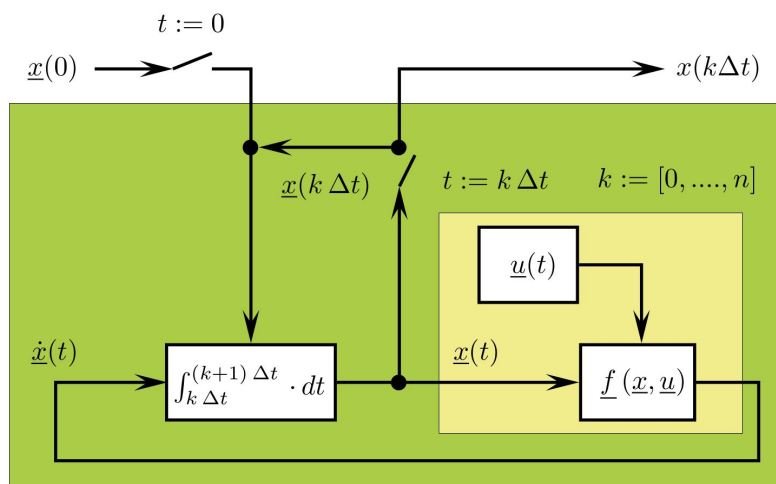 t := 0
x(0)
x(kΔt)
x(k Δt)
t := k Δt
k := [0, ...., n]
u(t)
ẋ(t)
∫_{k Δt}^{(k+1) Δt} · dt
x(t)
f (x, u)